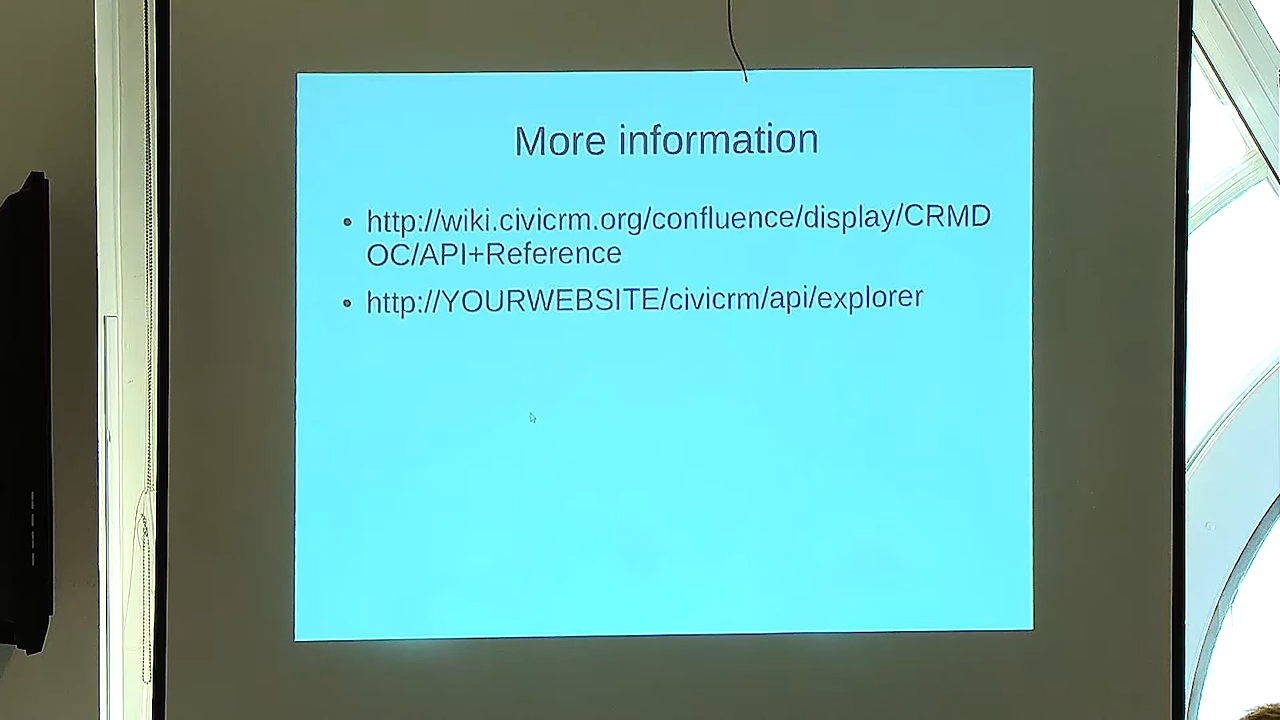 More information
• http://wiki.civicrm.org/confluence/display/CRMD
OC/API+Reference
• http://YOURWEBSITE/civicrm/api/explorer